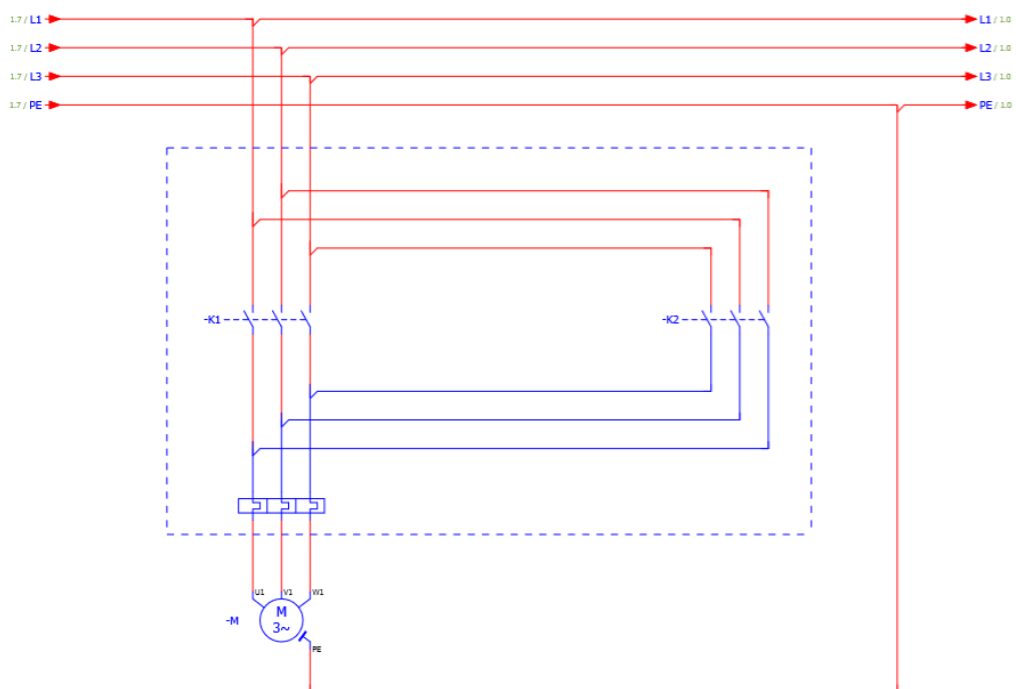 1.7 / L1 L1 / 1.0
1.7 / L2 L2 / 1.0
1.7 / L3 L3 / 1.0
1.7 / PE PE / 1.0
-K1 -K2
U1 V1 W1
-M M
3~
PE